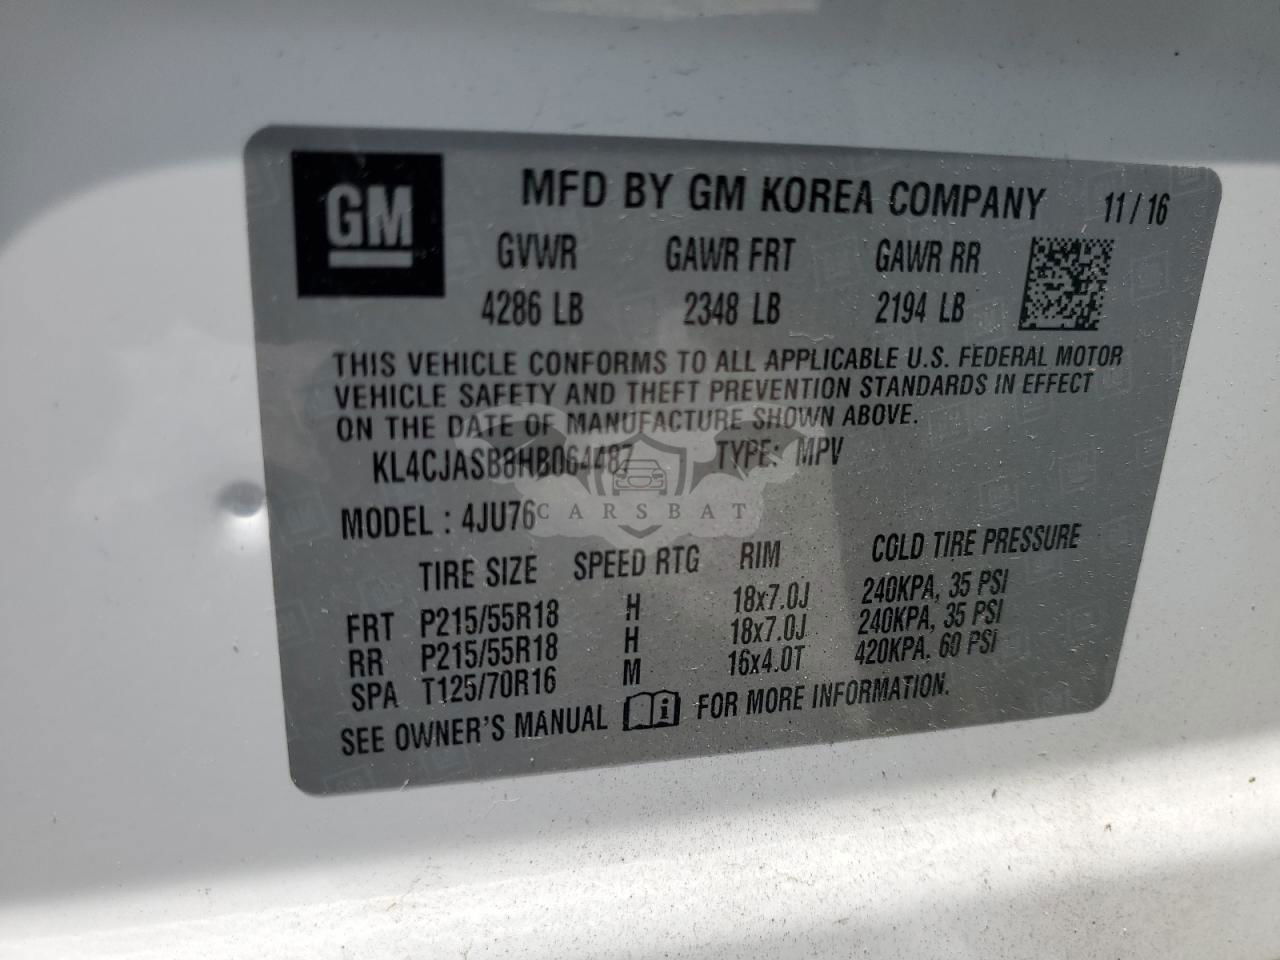 GM
MFD BY GM KOREA COMPANY 11/16
GVWR GAWR FRT GAWR RR
4286 LB 2348 LB 2194 LB
THIS VEHICLE CONFORMS TO ALL APPLICABLE U.S. FEDERAL MOTOR
VEHICLE SAFETY AND THEFT PREVENTION STANDARDS IN EFFECT
ON THE DATE OF MANUFACTURE SHOWN ABOVE.
KL4CJASB8HB064487 TYPE: MPV
CARSBAT
MODEL : 4JU76
TIRE SIZE SPEED RTG RIM COLD TIRE PRESSURE
FRT P215/55R18 H 18x7.0J 240KPA, 35 PSI
RR P215/55R18 H 18x7.0J 240KPA, 35 PSI
SPA T125/70R16 M 16x4.0T 420KPA, 60 PSI
SEE OWNER'S MANUAL i FOR MORE INFORMATION.